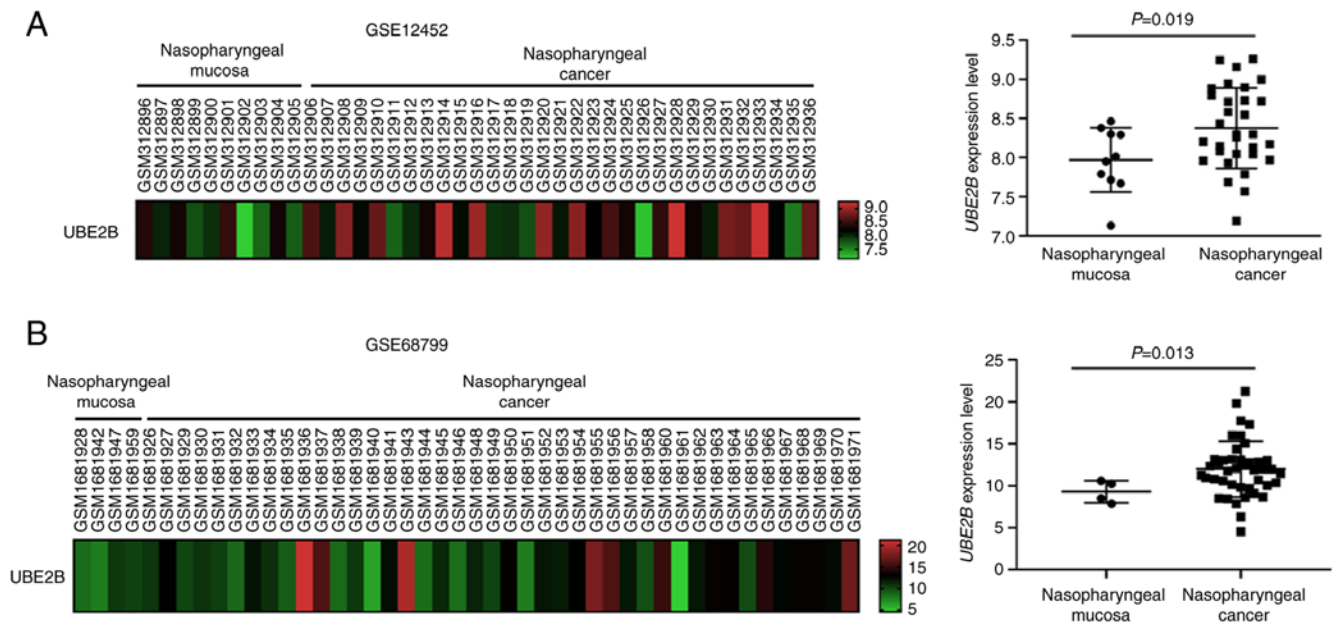 A
GSE12452
Nasopharyngeal
mucosa
Nasopharyngeal
cancer
GSM312896
GSM312897
GSM312898
GSM312899
GSM312900
GSM312901
GSM312902
GSM312903
GSM312904
GSM312905
GSM312906
GSM312907
GSM312908
GSM312909
GSM312910
GSM312911
GSM312912
GSM312913
GSM312914
GSM312915
GSM312916
GSM312917
GSM312918
GSM312919
GSM312920
GSM312921
GSM312922
GSM312923
GSM312924
GSM312925
GSM312926
GSM312927
GSM312928
GSM312929
GSM312930
GSM312931
GSM312932
GSM312933
GSM312934
GSM312935
GSM312936
UBE2B
9.0
8.5
8.0
7.5
P=0.019
UBE2B expression level
9.5
9.0
8.5
8.0
7.5
7.0
Nasopharyngeal
mucosa
Nasopharyngeal
cancer
B
GSE68799
Nasopharyngeal
mucosa
Nasopharyngeal
cancer
GSM1681928
GSM1681942
GSM1681947
GSM1681959
GSM1681926
GSM1681927
GSM1681929
GSM1681930
GSM1681931
GSM1681932
GSM1681933
GSM1681934
GSM1681935
GSM1681936
GSM1681937
GSM1681938
GSM1681939
GSM1681940
GSM1681941
GSM1681943
GSM1681944
GSM1681945
GSM1681946
GSM1681948
GSM1681949
GSM1681950
GSM1681951
GSM1681952
GSM1681953
GSM1681954
GSM1681955
GSM1681956
GSM1681957
GSM1681958
GSM1681960
GSM1681961
GSM1681962
GSM1681963
GSM1681964
GSM1681965
GSM1681966
GSM1681967
GSM1681968
GSM1681969
GSM1681970
GSM1681971
UBE2B
20
15
10
5
P=0.013
UBE2B expression level
25
20
15
10
5
0
Nasopharyngeal
mucosa
Nasopharyngeal
cancer